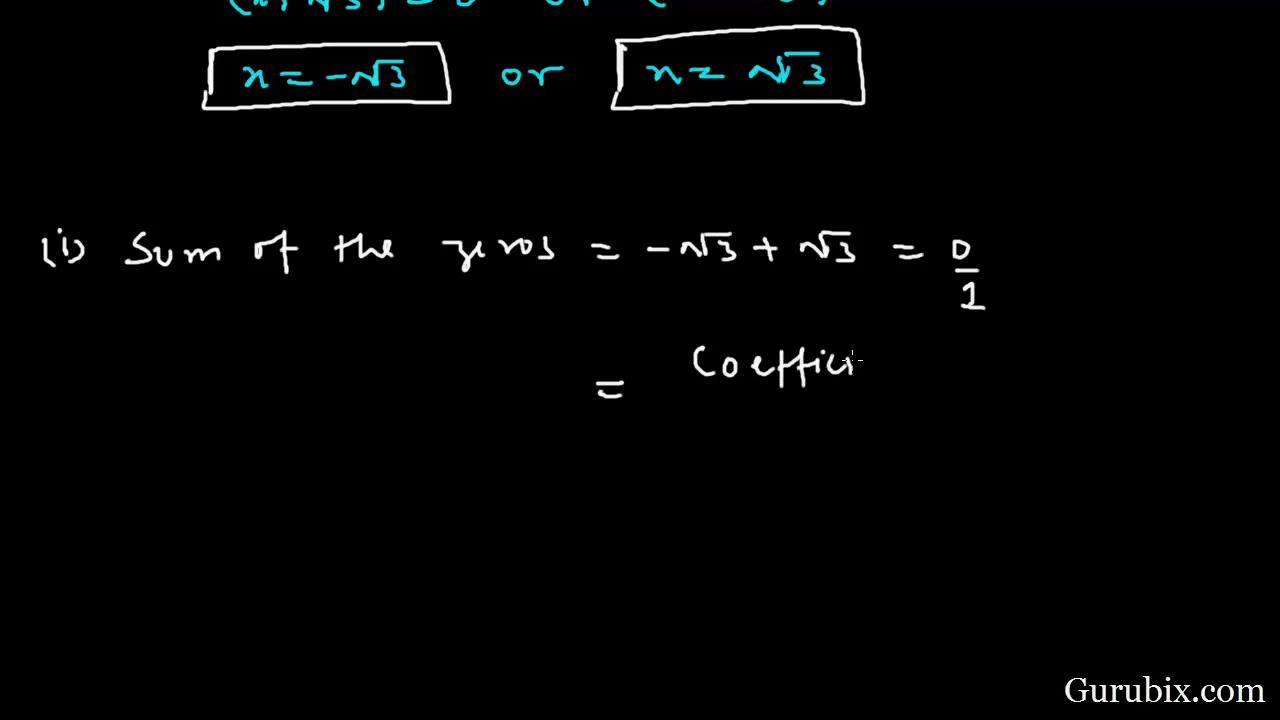 x = -√3 or x = √3
(i) Sum of the zeros = -√3 + √3 = 0/1
= Coeffici
Gurubix.com